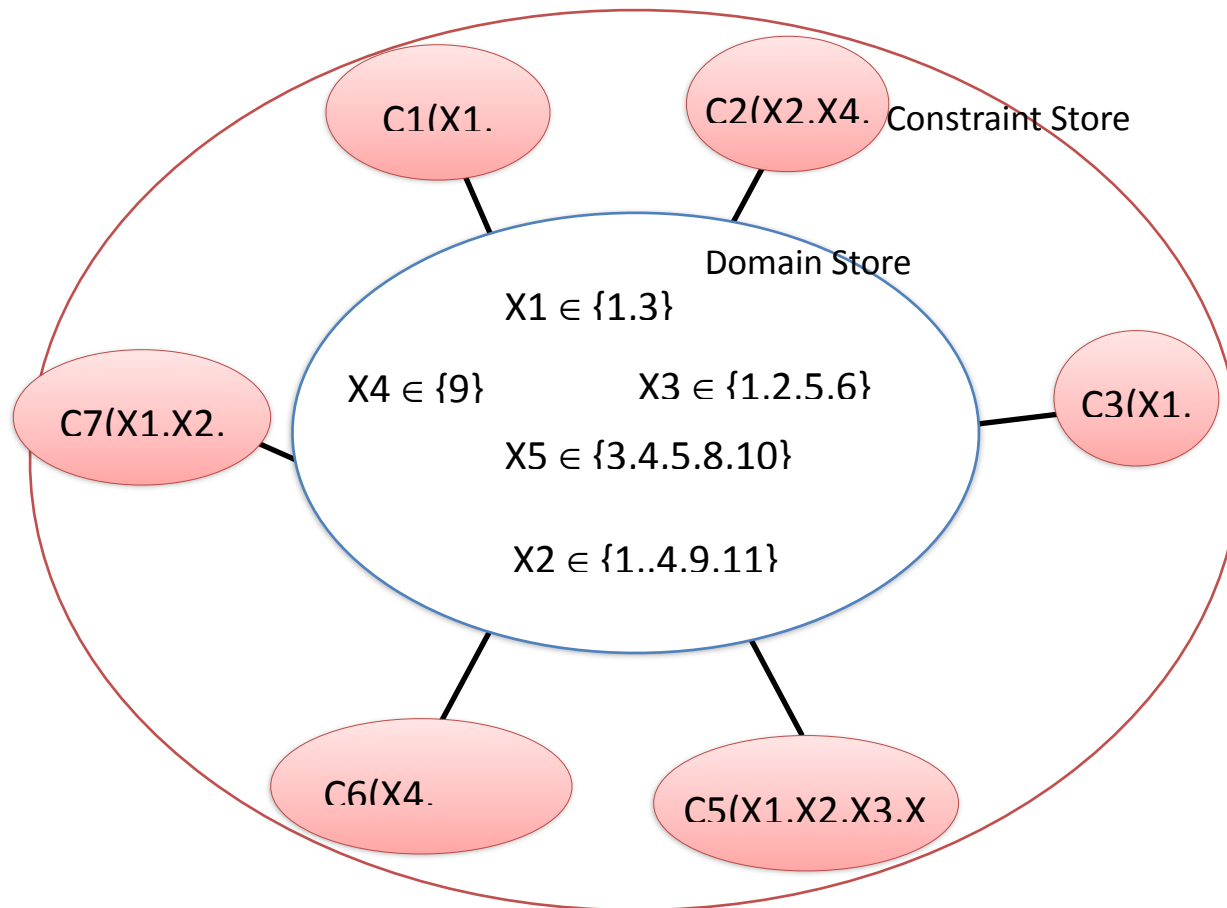 C1(X1,
C2(X2,X4,
Constraint Store
Domain Store
X1 ∈ {1,3}
X4 ∈ {9}
X3 ∈ {1,2,5,6}
C3(X1,
C7(X1,X2,
X5 ∈ {3,4,5,8,10}
X2 ∈ {1..4,9,11}
C6(X4,
C5(X1,X2,X3,X